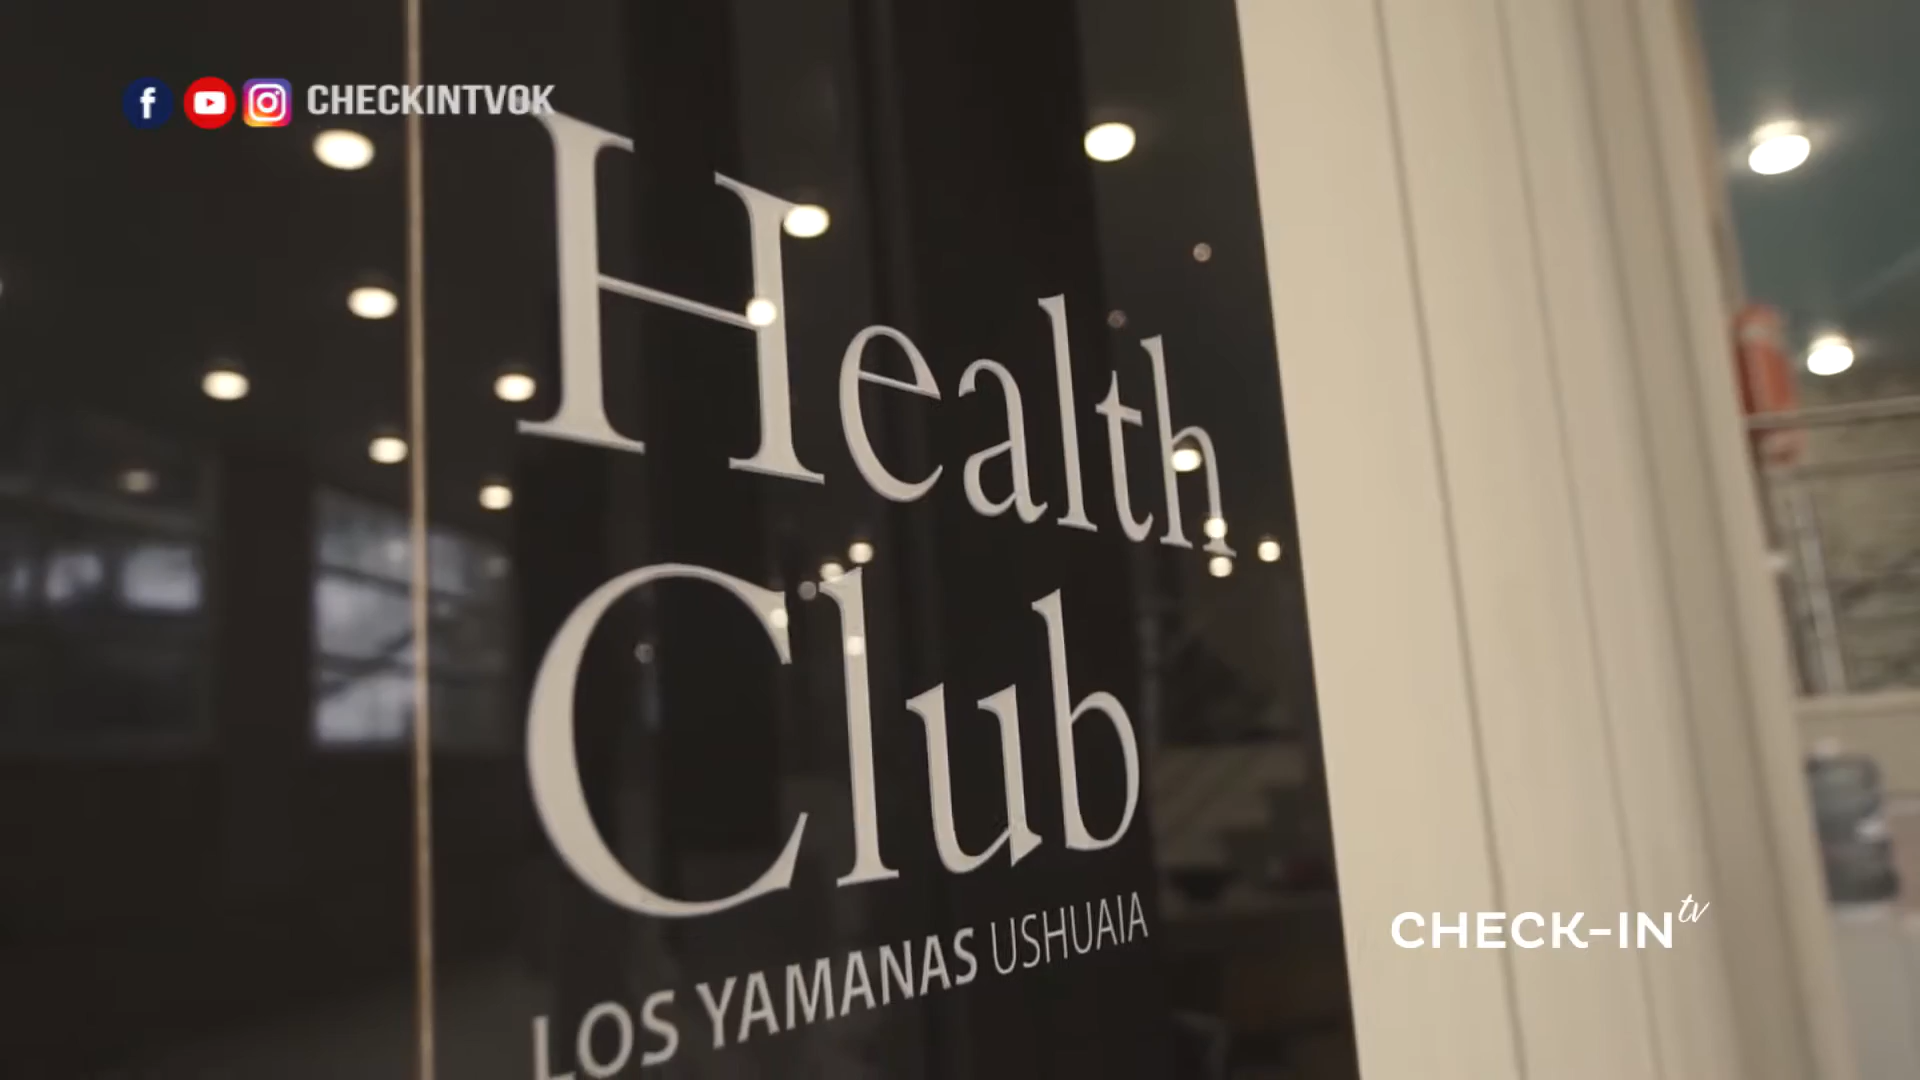 CHECKINTVOK
Health
Club
LOS YAMANAS USHUAIA
CHECK-IN tv